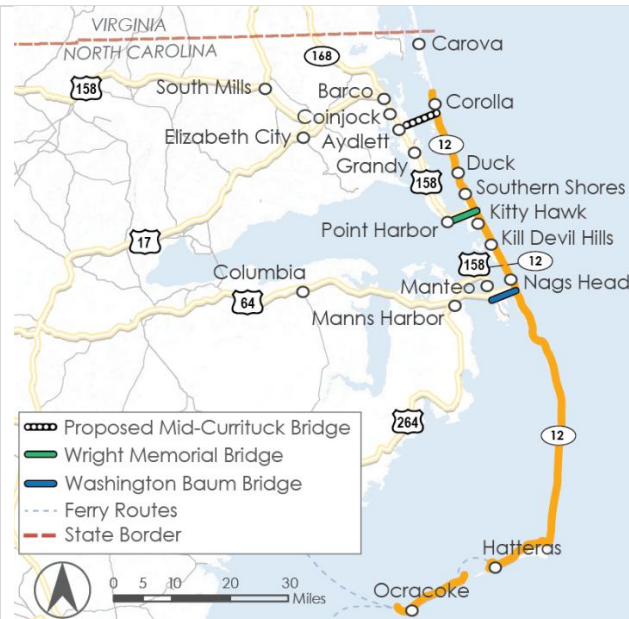 VIRGINIA
NORTH CAROLINA
168
Carova
158
South Mills
Barco
Corolla
Coinjock
Elizabeth City
Aydlett
12
Grandy
Duck
158
Southern Shores
Kitty Hawk
Point Harbor
17
Kill Devil Hills
158
12
Columbia
Manteo
Nags Head
64
Manns Harbor
264
12
Proposed Mid-Currituck Bridge
Wright Memorial Bridge
Washington Baum Bridge
Ferry Routes
State Border
Hatteras
0 5 10 20 30
Miles
Ocracoke